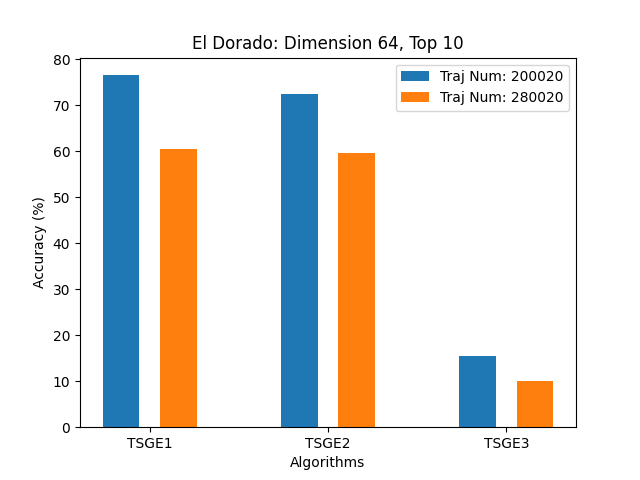 El Dorado: Dimension 64, Top 10
Traj Num: 200020
Traj Num: 280020
Accuracy (%)
80
70
60
50
40
30
20
10
0
TSGE1 TSGE2 TSGE3
Algorithms